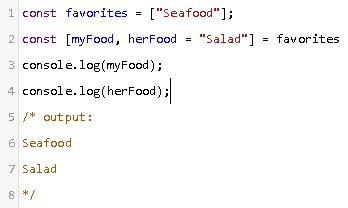 1 const favorites = ["Seafood"];
2 const [myFood, herFood = "Salad"] = favorites
3 console.log(myFood);
4 console.log(herFood);
5 /* output:
6 Seafood
7 Salad
8 */